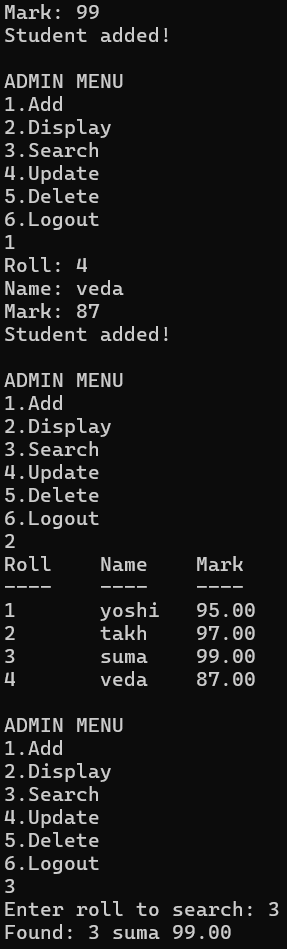 Mark: 99
Student added!
ADMIN MENU
1.Add
2.Display
3.Search
4.Update
5.Delete
6.Logout
1
Roll: 4
Name: veda
Mark: 87
Student added!
ADMIN MENU
1.Add
2.Display
3.Search
4.Update
5.Delete
6.Logout
2
Roll    Name    Mark
----    ----    ----
1       yoshi   95.00
2       takh    97.00
3       suma    99.00
4       veda    87.00
ADMIN MENU
1.Add
2.Display
3.Search
4.Update
5.Delete
6.Logout
3
Enter roll to search: 3
Found: 3 suma 99.00